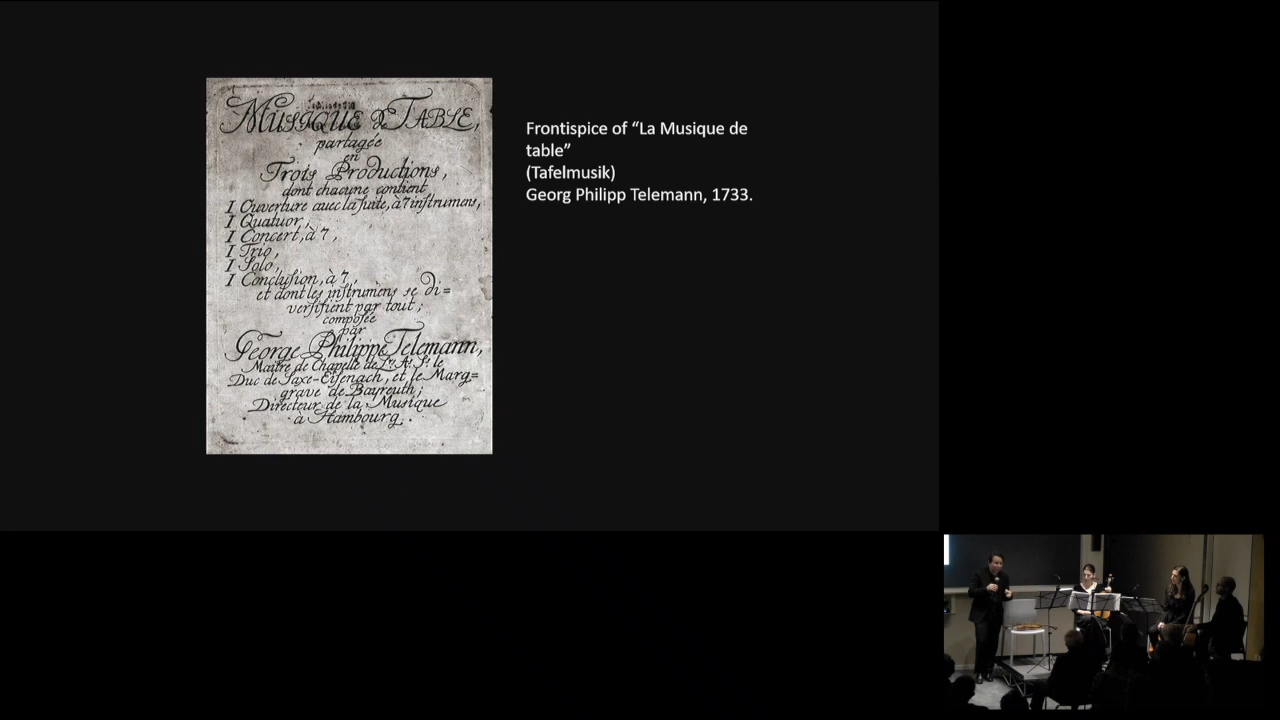 MUSIQUE DE TABLE,
partagée
en
Trois Productions,
dont chacune contient
I Ouverture avec la suite, à 7 instrumens,
I Quatuor,
I Concert, à 7,
I Trio,
I Solo,
I Conclusion, à 7,
et dont les instrumens se di=
versifient par tout;
composée
par
George Philippe Telemann,
Maitre de Chapelle de L. A. S. le
Duc de Saxe-Eisenach, et le Marg=
grave de Bayreuth;
Directeur de la Musique
à Hambourg.
Frontispice of “La Musique de
table”
(Tafelmusik)
Georg Philipp Telemann, 1733.